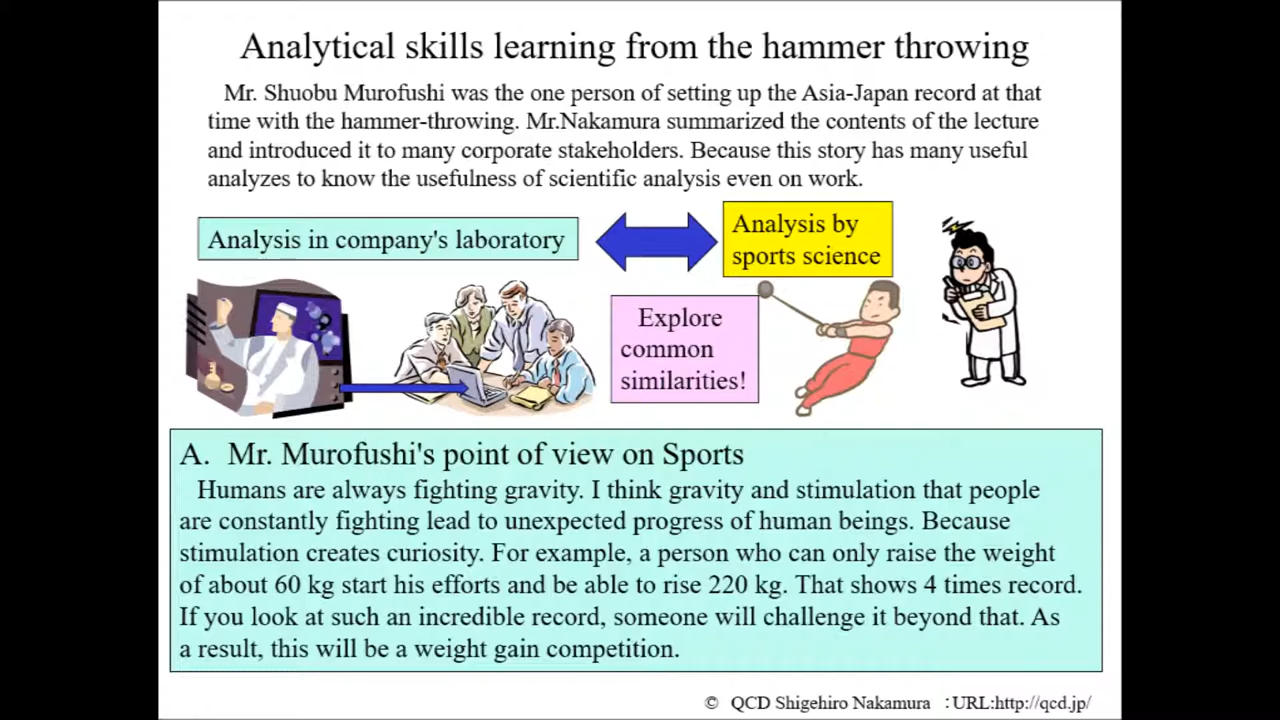 Analytical skills learning from the hammer throwing
Mr. Shuobu Murofushi was the one person of setting up the Asia-Japan record at that
time with the hammer-throwing. Mr.Nakamura summarized the contents of the lecture
and introduced it to many corporate stakeholders. Because this story has many useful
analyzes to know the usefulness of scientific analysis even on work.
Analysis in company's laboratory
Analysis by
sports science
Explore
common
similarities!
A. Mr. Murofushi's point of view on Sports
Humans are always fighting gravity. I think gravity and stimulation that people
are constantly fighting lead to unexpected progress of human beings. Because
stimulation creates curiosity. For example, a person who can only raise the weight
of about 60 kg start his efforts and be able to rise 220 kg. That shows 4 times record.
If you look at such an incredible record, someone will challenge it beyond that. As
a result, this will be a weight gain competition.
© QCD Shigehiro Nakamura :URL:http://qcd.jp/